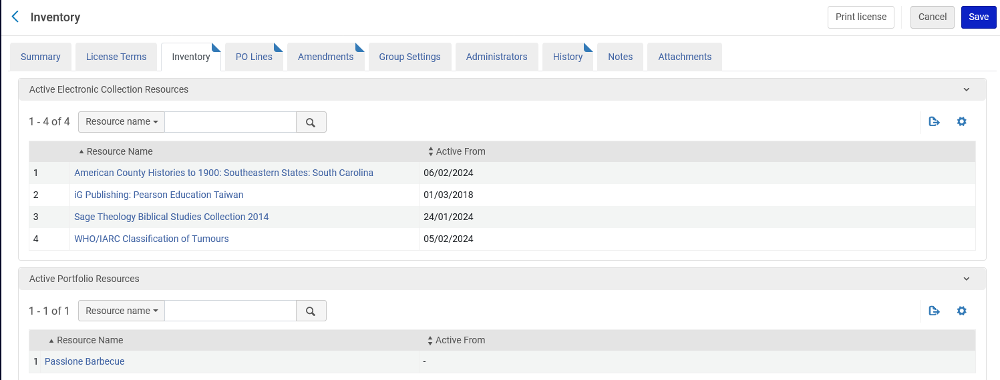 Inventory
Print license Cancel Save
Summary License Terms Inventory PO Lines Amendments Group Settings Administrators History Notes Attachments
Active Electronic Collection Resources
1 - 4 of 4 Resource name
Resource Name Active From
1 American County Histories to 1900: Southeastern States: South Carolina 06/02/2024
2 iG Publishing: Pearson Education Taiwan 01/03/2018
3 Sage Theology Biblical Studies Collection 2014 24/01/2024
4 WHO/IARC Classification of Tumours 05/02/2024
Active Portfolio Resources
1 - 1 of 1 Resource name
Resource Name Active From
1 Passione Barbecue -